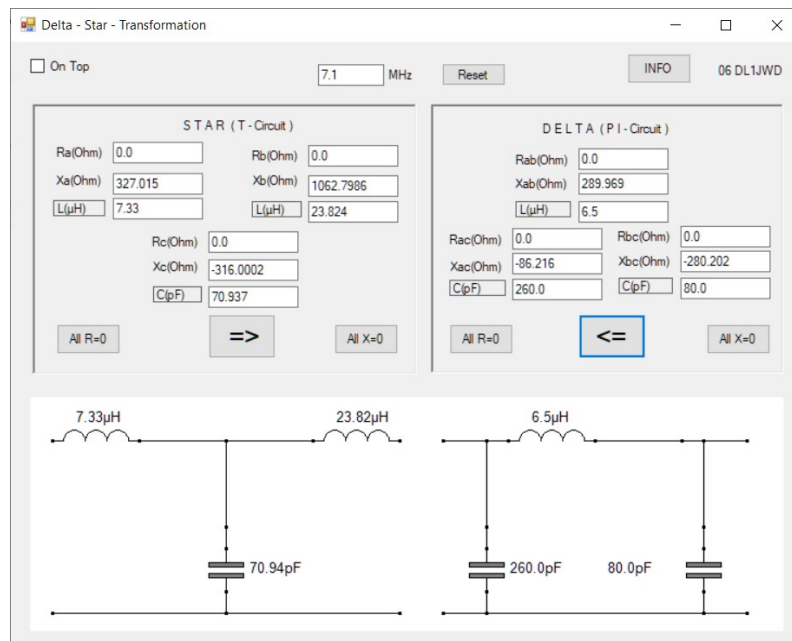 Delta - Star - Transformation
On Top
7.1 MHz Reset INFO 06 DL1JWD
S T A R ( T - Circuit )
Ra(Ohm) 0.0 Rb(Ohm) 0.0
Xa(Ohm) 327.015 Xb(Ohm) 1062.7986
L(µH) 7.33 L(µH) 23.824
Rc(Ohm) 0.0
Xc(Ohm) -316.0002
C(pF) 70.937
All R=0 => All X=0
D E L T A ( P I - Circuit )
Rab(Ohm) 0.0
Xab(Ohm) 289.969
L(µH) 6.5
Rac(Ohm) 0.0 Rbc(Ohm) 0.0
Xac(Ohm) -86.216 Xbc(Ohm) -280.202
C(pF) 260.0 C(pF) 80.0
All R=0 <= All X=0
7.33µH 23.82µH 6.5µH
70.94pF 260.0pF 80.0pF